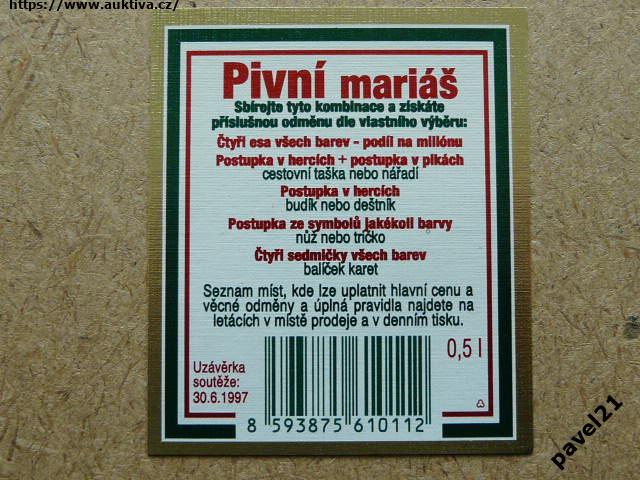 https://www.auktiva.cz/
Pivní mariáš
Sbírejte tyto kombinace a získáte
příslušnou odměnu dle vlastního výběru:
Čtyři esa všech barev - podíl na miliónu
Postupka v hercích + postupka v pikách
cestovní taška nebo nářadí
Postupka v hercích
budík nebo deštník
Postupka ze symbolů jakékoli barvy
nůž nebo tričko
Čtyři sedmičky všech barev
balíček karet
Seznam míst, kde lze uplatnit hlavní cenu a
věcné odměny a úplná pravidla najdete na
letácích v místě prodeje a v denním tisku.
0,5 l
Uzávěrka
soutěže:
30.6.1997
8 593875 610112
pavel21